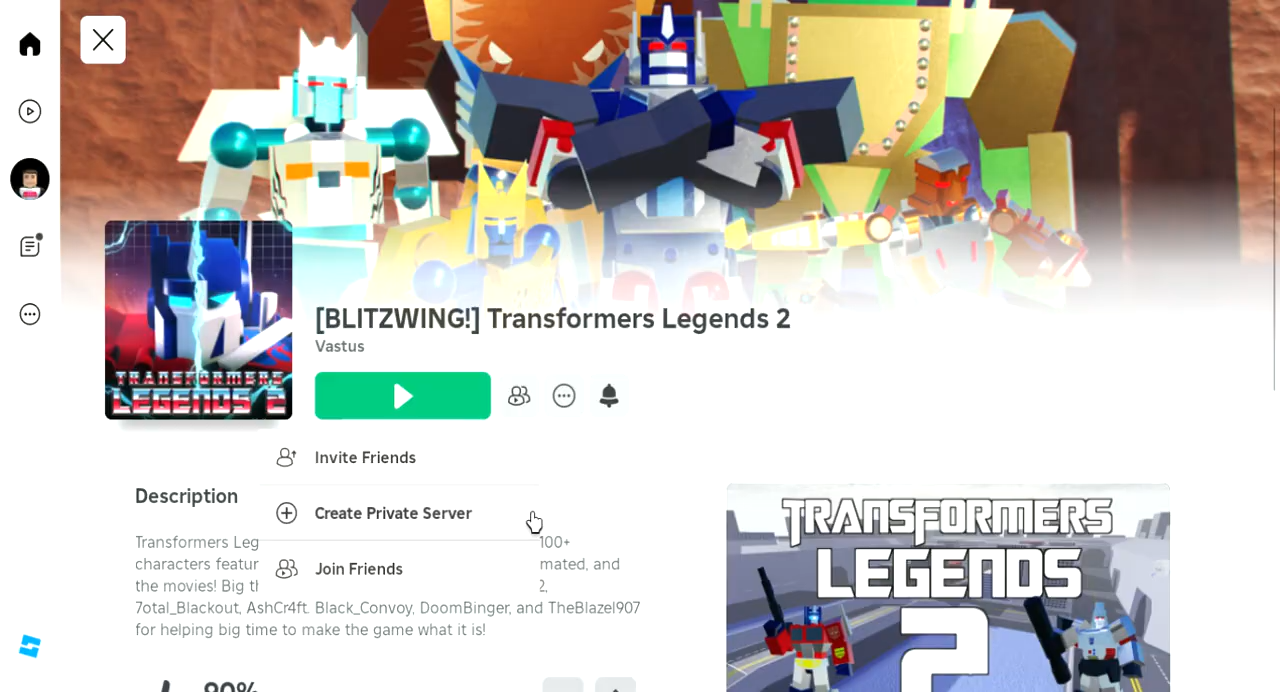 [BLITZWING!] Transformers Legends 2
Vastus
TRANSFORMERS
LEGENDS 2
Invite Friends
Create Private Server
Join Friends
Description
Transformers Leg 100+
characters featur mated, and
the movies! Big th 2,
7otal_Blackout, AshCr4ft. Black_Convoy, DoomBinger, and TheBlaze1907
for helping big time to make the game what it is!
90%
TRANSFORMERS
LEGENDS
2